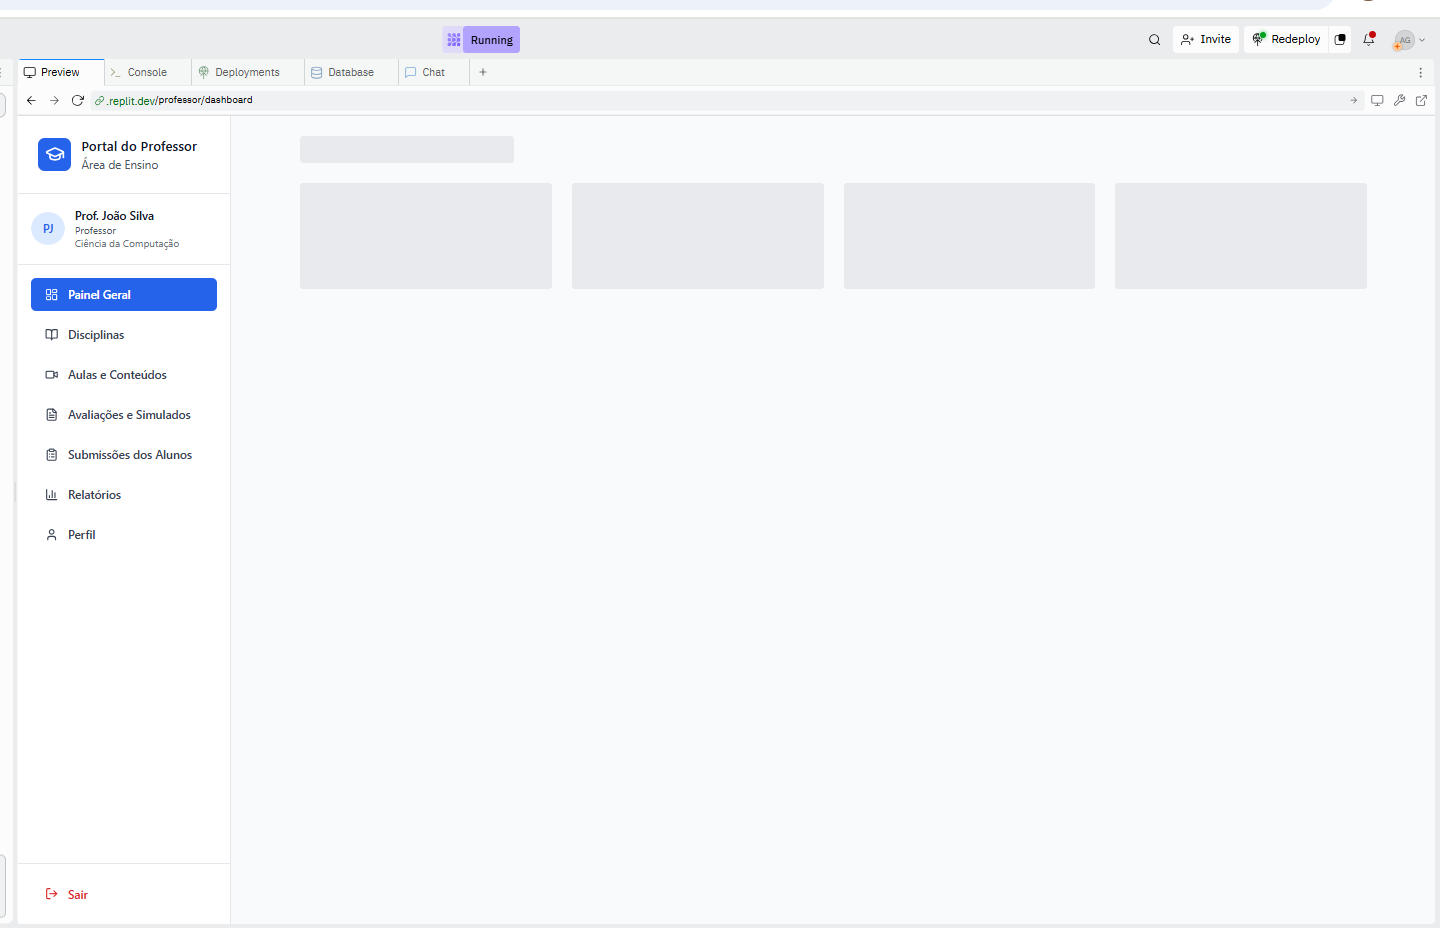 Running
Invite
Redeploy
AG
Preview
Console
Deployments
Database
Chat
.replit.dev/professor/dashboard
Portal do Professor
Área de Ensino
PJ
Prof. João Silva
Professor
Ciência da Computação
Painel Geral
Disciplinas
Aulas e Conteúdos
Avaliações e Simulados
Submissões dos Alunos
Relatórios
Perfil
Sair